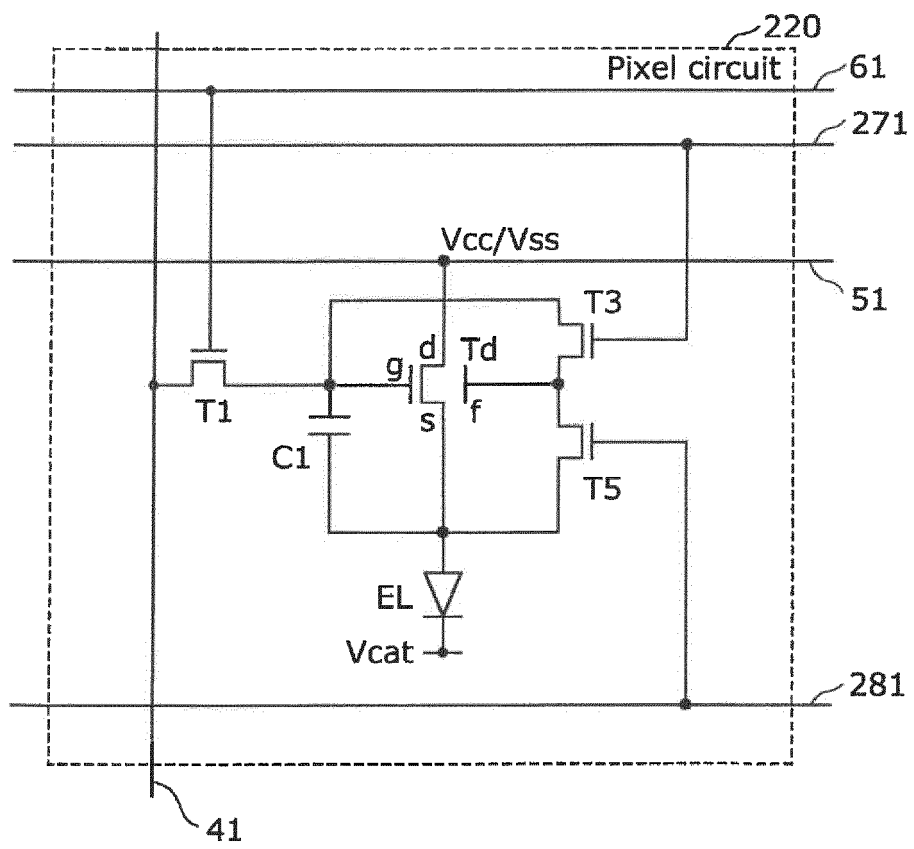 220
Pixel circuit
61
271
Vcc/Vss
51
T3
d
Td
g
s
f
T1
C1
T5
EL
Vcat
281
41